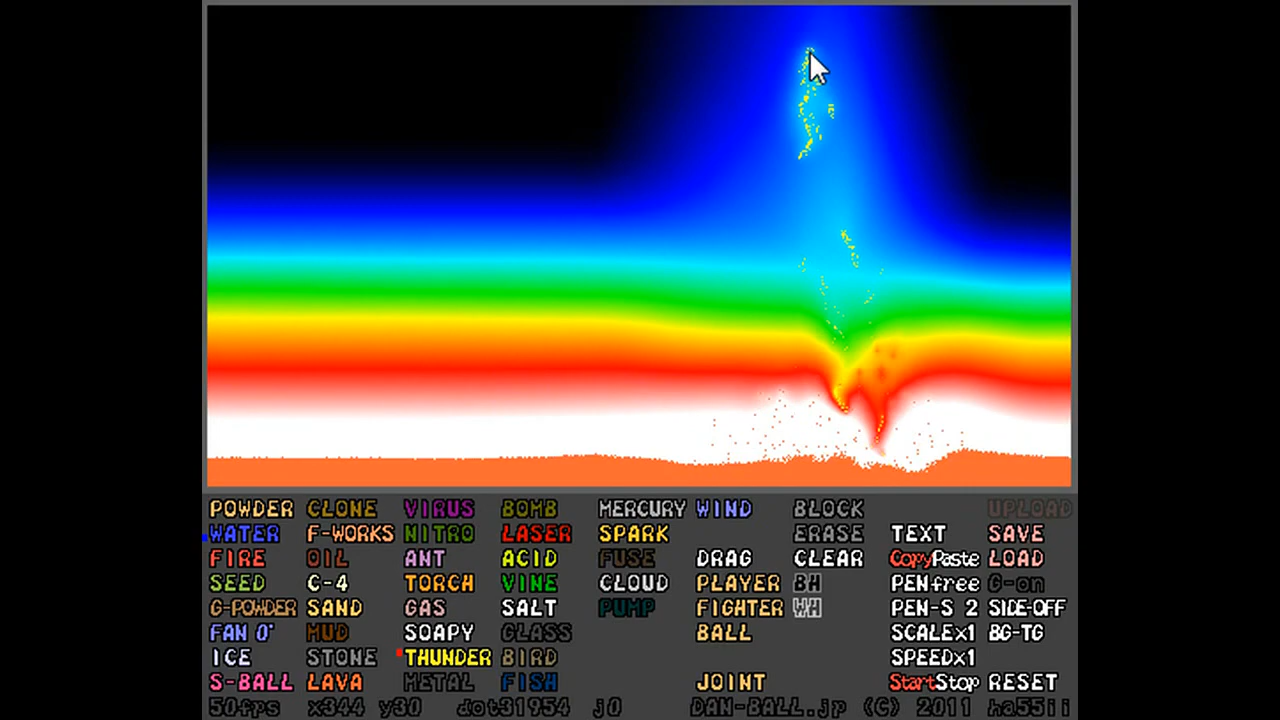 POWDER CLONE VIRUS BOMB MERCURY WIND BLOCK UPLOAD
WATER F-WORKS NITRO LASER SPARK ERASE TEXT SAVE
FIRE OIL ANT ACID FUSE DRAG CLEAR CopyPaste LOAD
SEED C-4 TORCH VINE CLOUD PLAYER BH PENfree G-on
G-POWDER SAND GAS SALT PUMP FIGHTER WH PEN-S 2 SIDE-OFF
FAN 0° MUD SOAPY GLASS BALL SCALEx1 BG-TG
ICE STONE THUNDER BIRD SPEEDx1
S-BALL LAVA METAL FISH JOINT StartStop RESET
50fps x344 y30 dot31954 j0 DAN-BALL.jp (C) 2011 ha55ii